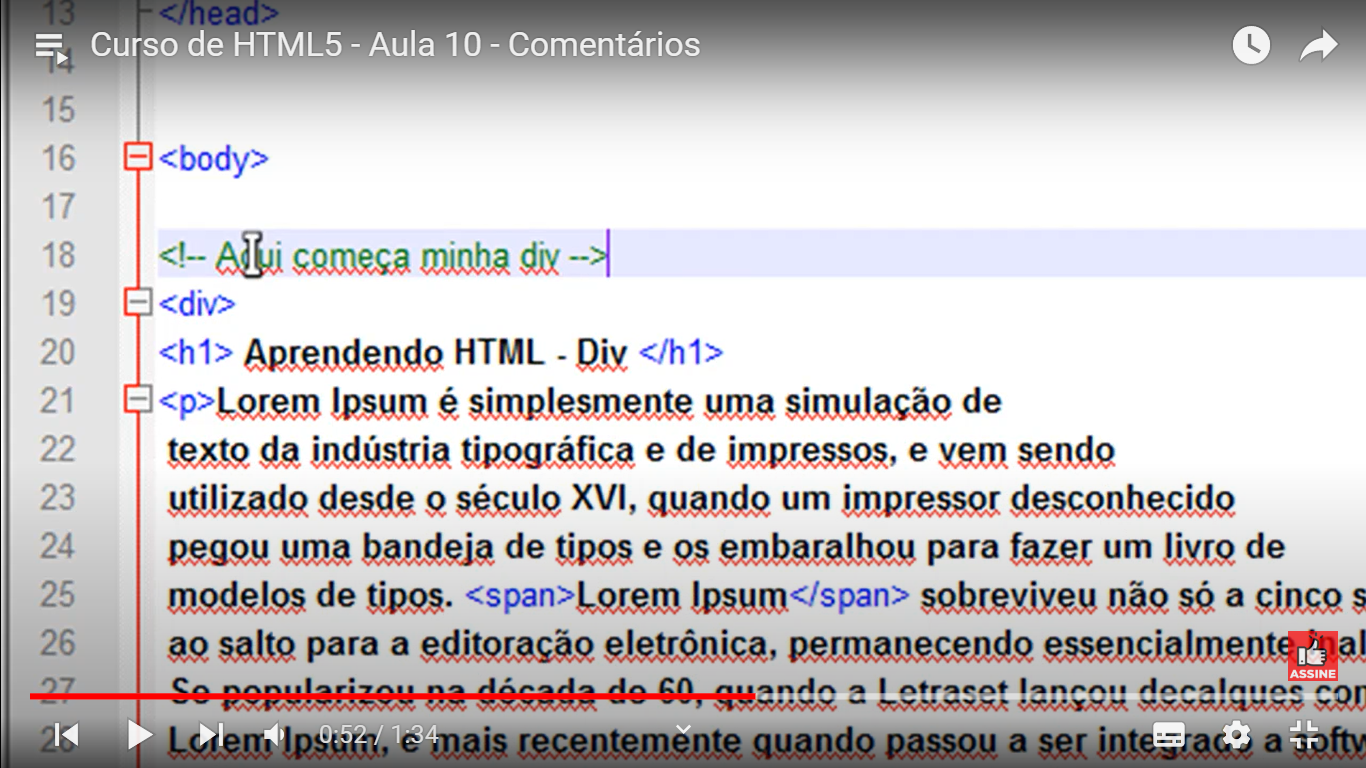 13 </head>
Curso de HTML5 - Aula 10 - Comentários
14
15
16 <body>
17
18 <!-- Aqui começa minha div -->
19 <div>
20 <h1> Aprendendo HTML - Div </h1>
21 <p>Lorem Ipsum é simplesmente uma simulação de
22 texto da indústria tipográfica e de impressos, e vem sendo
23 utilizado desde o século XVI, quando um impressor desconhecido
24 pegou uma bandeja de tipos e os embaralhou para fazer um livro de
25 modelos de tipos. <span>Lorem Ipsum</span> sobreviveu não só a cinco s
26 ao salto para a editoração eletrônica, permanecendo essencialmente
ASSINE
27 Se popularizou na década de 60, quando a Letraset lançou decalques con
28 Lorem Ipsum, e mais recentemente quando passou a ser integrado a softw
0:52 / 1:34